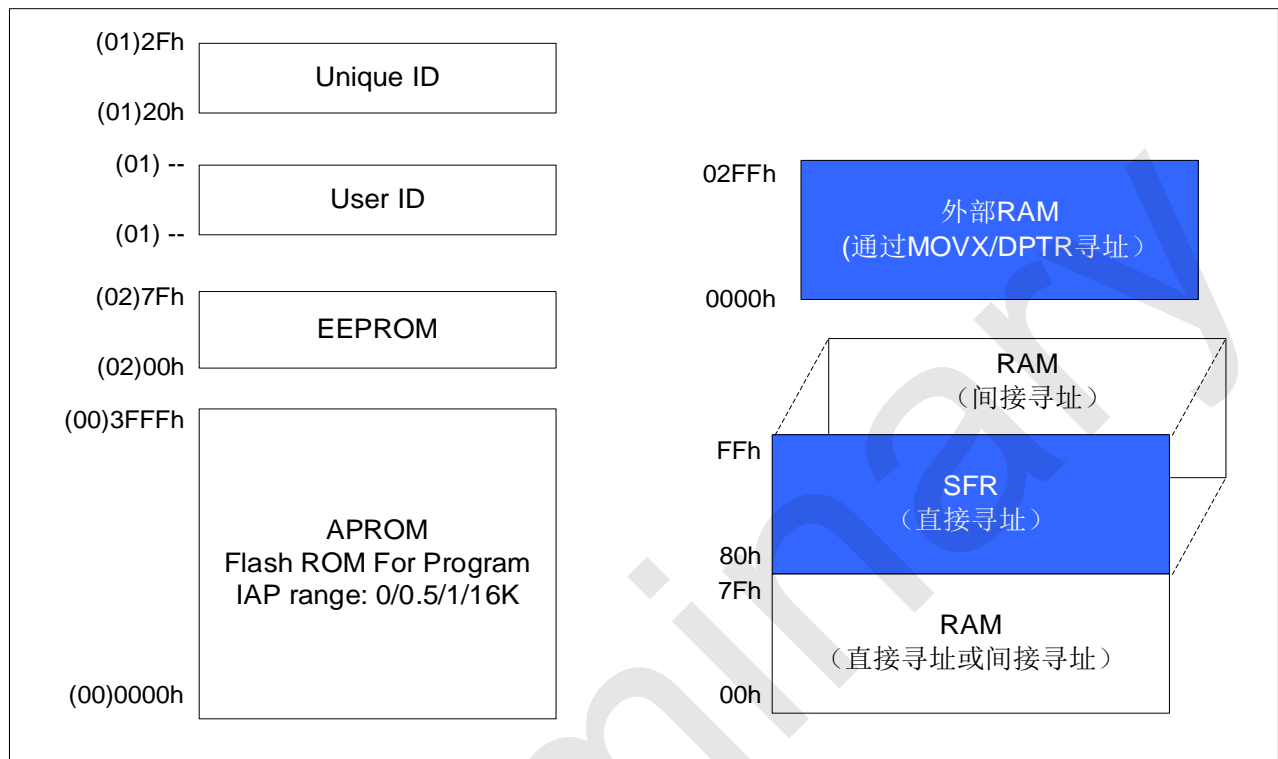 (01)2Fh
Unique ID
(01)20h
(01) --
User ID
(01) --
(02)7Fh
EEPROM
(02)00h
(00)3FFFh
APROM
Flash ROM For Program
IAP range: 0/0.5/1/16K
(00)0000h
02FFh
外部RAM
(通过MOVX/DPTR寻址）
0000h
RAM
（间接寻址）
FFh
SFR
（直接寻址）
80h
7Fh
RAM
（直接寻址或间接寻址）
00h
minary